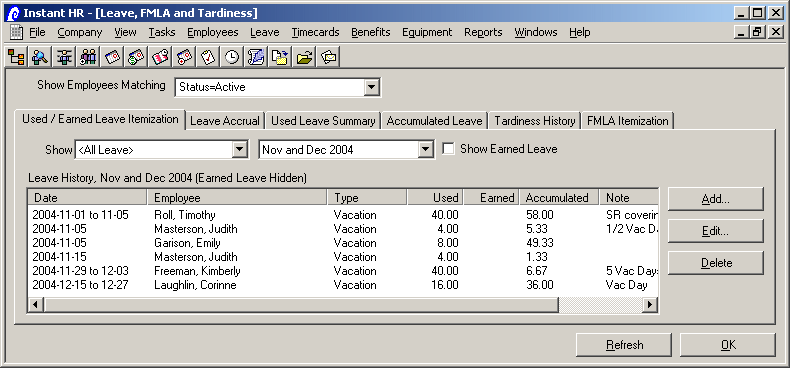 Instant HR - [Leave, FMLA and Tardiness]
File Company View Tasks Employees Leave Timecards Benefits Equipment Reports Windows Help
Show Employees Matching Status=Active
Used / Earned Leave Itemization Leave Accrual Used Leave Summary Accumulated Leave Tardiness History FMLA Itemization
Show <All Leave> Nov and Dec 2004 Show Earned Leave
Leave History, Nov and Dec 2004 (Earned Leave Hidden)
Date Employee Type Used Earned Accumulated Note
2004-11-01 to 11-05 Roll, Timothy Vacation 40.00 58.00 SR coverin
2004-11-05 Masterson, Judith Vacation 4.00 5.33 1/2 Vac Da
2004-11-05 Garison, Emily Vacation 8.00 49.33
2004-11-15 Masterson, Judith Vacation 4.00 1.33
2004-11-29 to 12-03 Freeman, Kimberly Vacation 40.00 6.67 5 Vac Days
2004-12-15 to 12-27 Laughlin, Corinne Vacation 16.00 36.00 Vac Day
Add...
Edit...
Delete
Refresh OK